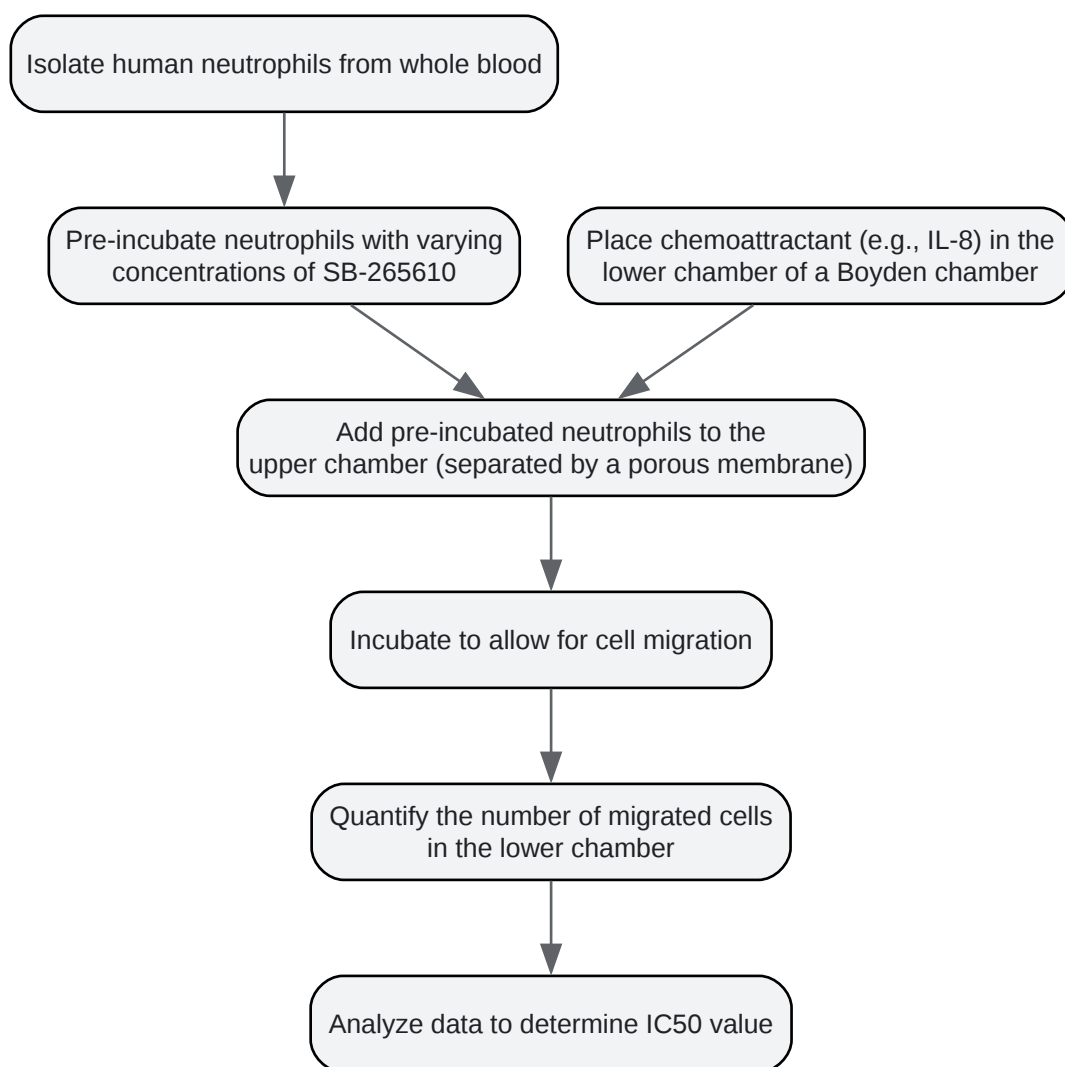 Isolate human neutrophils from whole blood
Pre-incubate neutrophils with varying
concentrations of SB-265610
Place chemoattractant (e.g., IL-8) in the
lower chamber of a Boyden chamber
Add pre-incubated neutrophils to the
upper chamber (separated by a porous membrane)
Incubate to allow for cell migration
Quantify the number of migrated cells
in the lower chamber
Analyze data to determine IC50 value